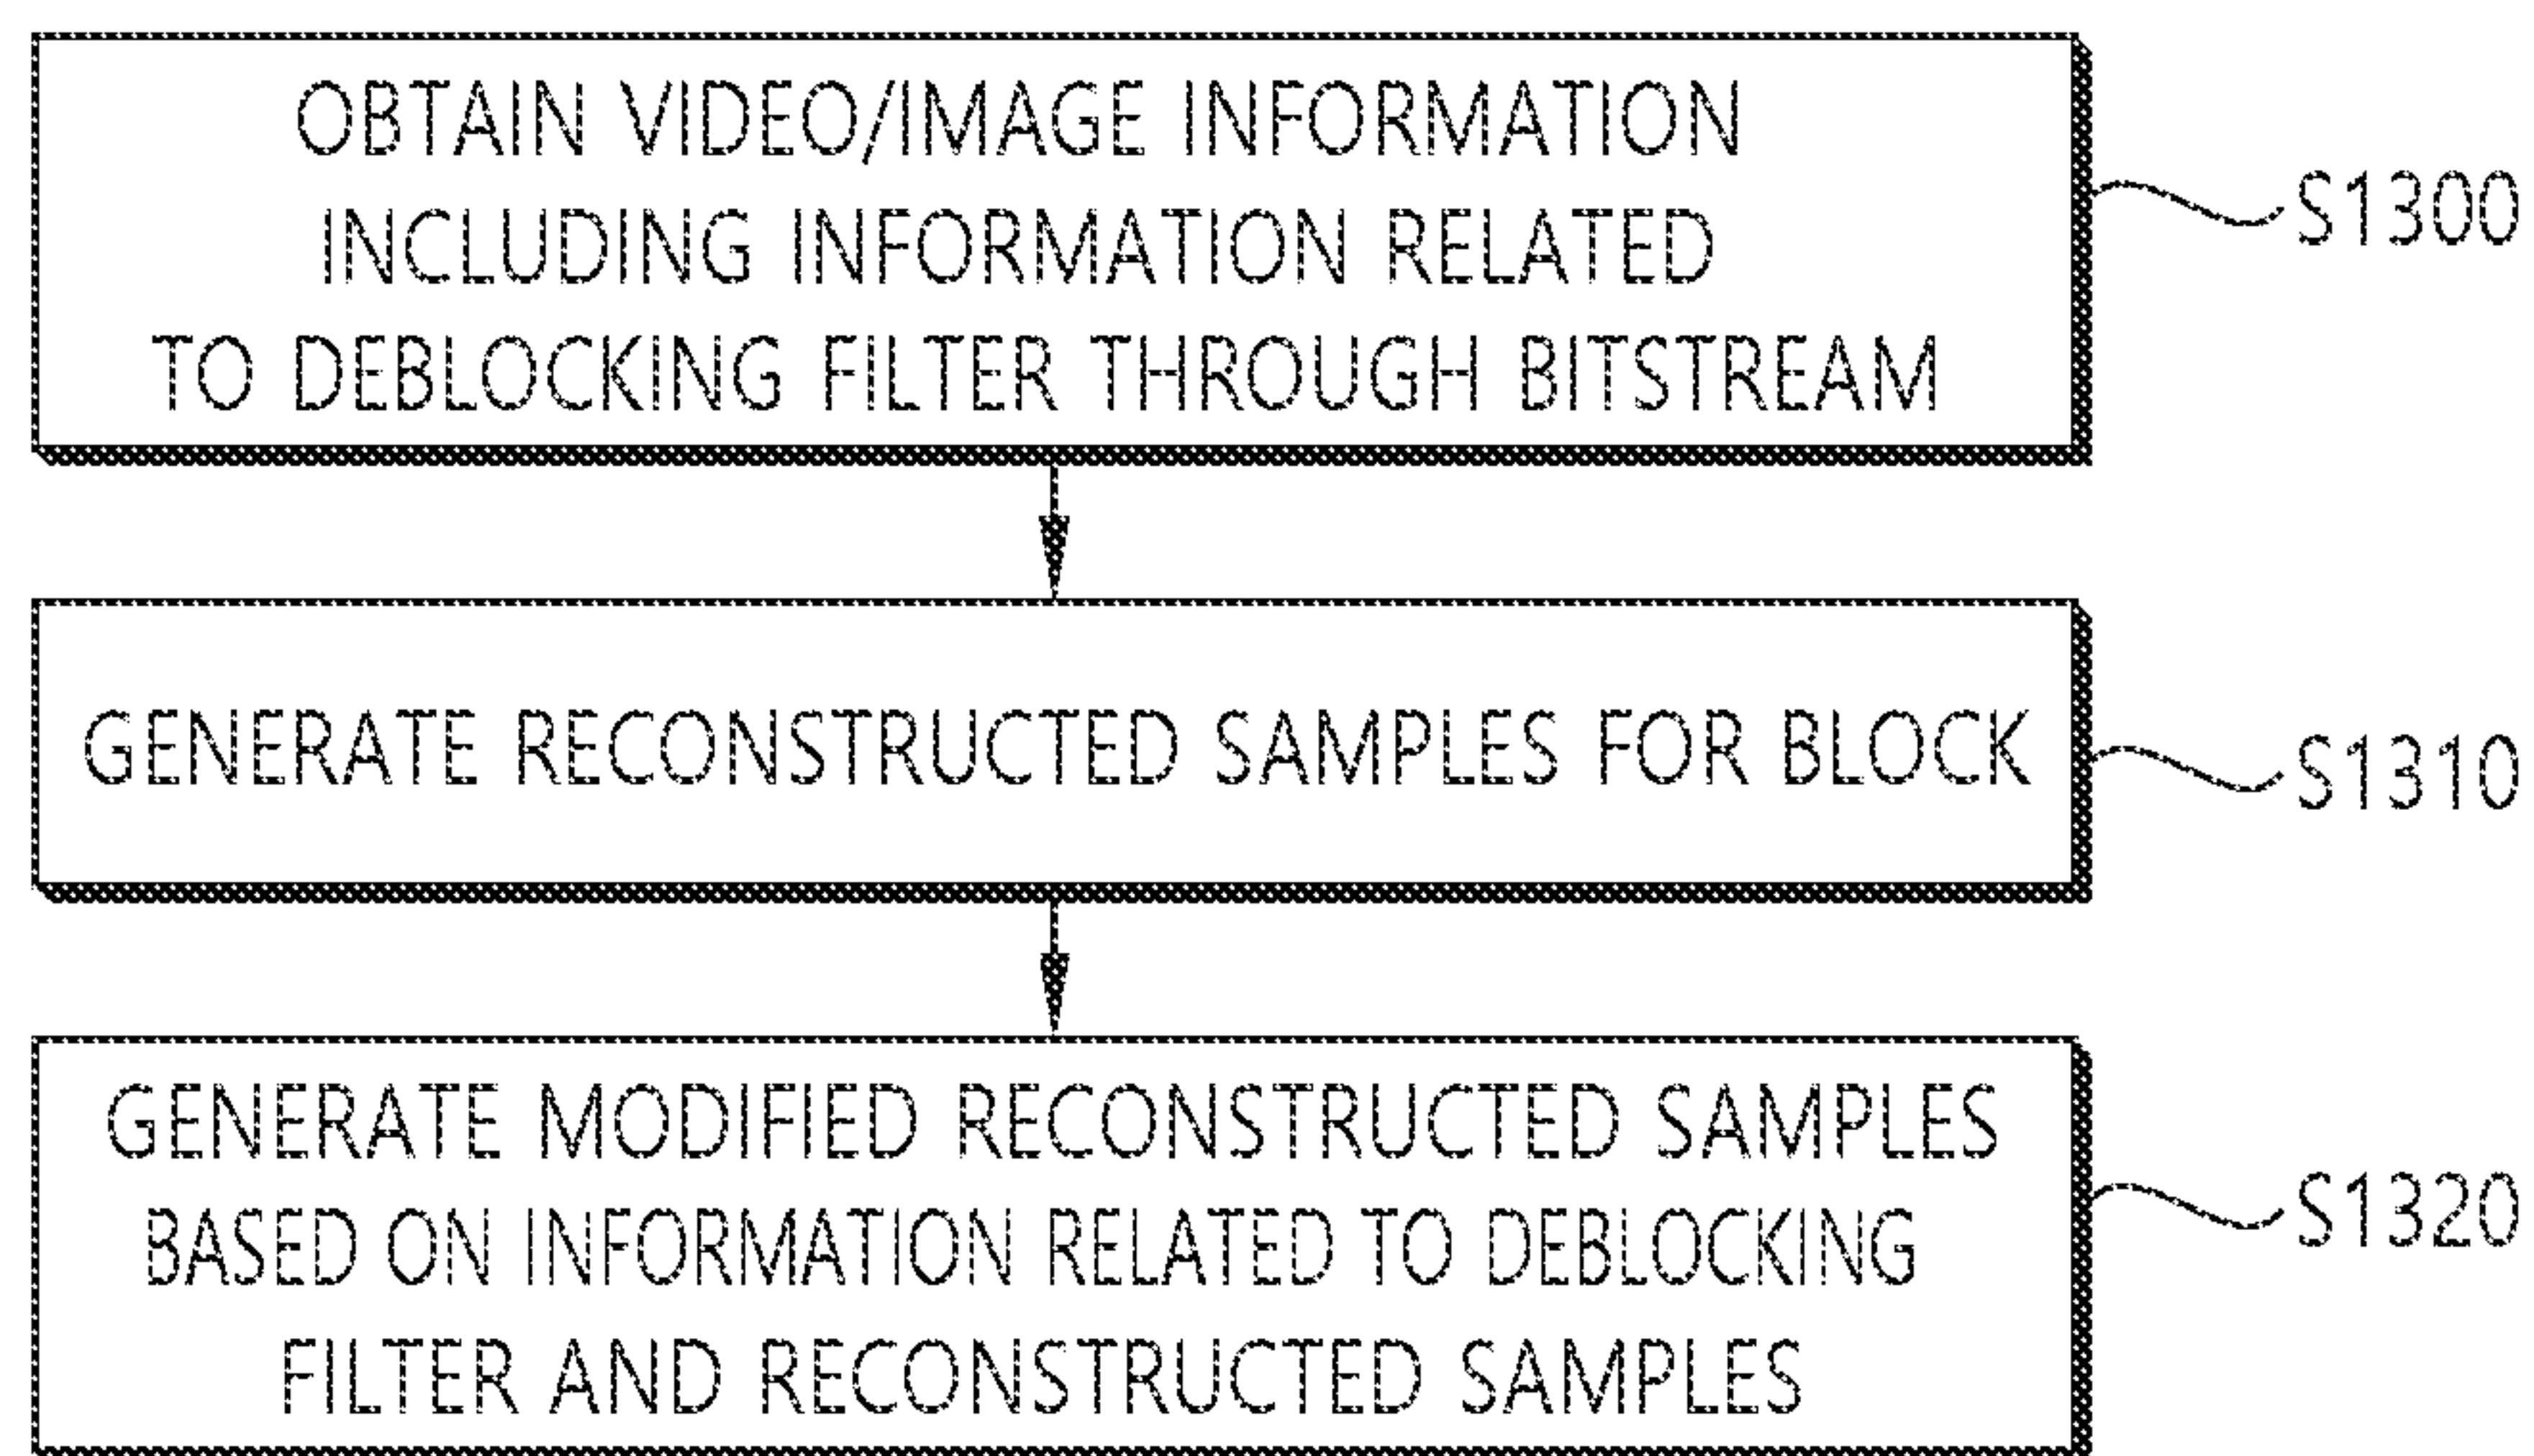 OBTAIN VIDEO/IMAGE INFORMATION
INCLUDING INFORMATION RELATED
TO DEBLOCKING FILTER THROUGH BITSTREAM
S1300
GENERATE RECONSTRUCTED SAMPLES FOR BLOCK
S1310
GENERATE MODIFIED RECONSTRUCTED SAMPLES
BASED ON INFORMATION RELATED TO DEBLOCKING
FILTER AND RECONSTRUCTED SAMPLES
S1320